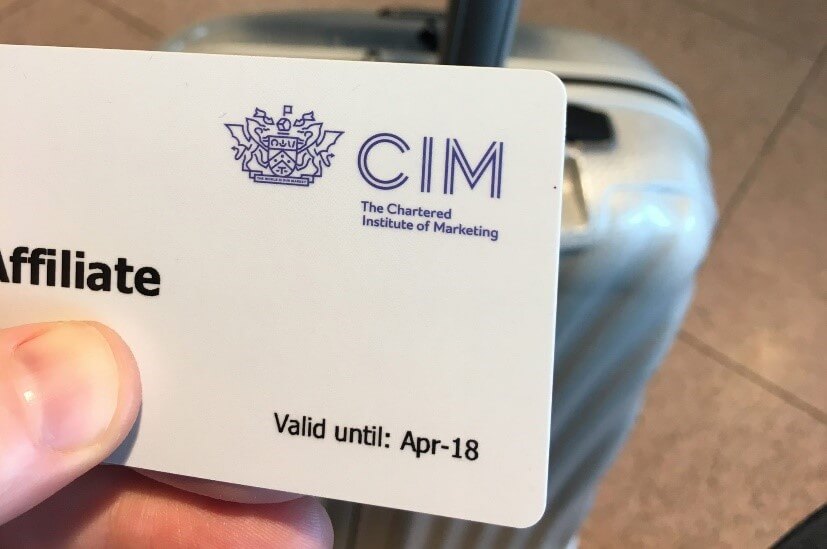 CIM
The Chartered
Institute of Marketing
Affiliate
Valid until: Apr-18